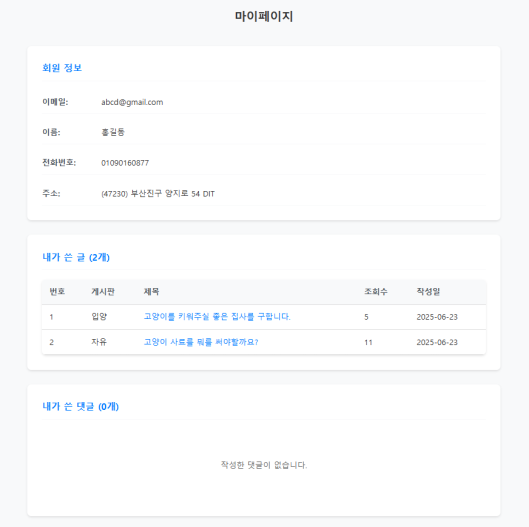 마이페이지
회원 정보
이메일: abcd@gmail.com
이름: 홍길동
전화번호: 01090160877
주소: (47230) 부산진구 양지로 54 DIT
내가 쓴 글 (2개)
번호 게시판 제목 조회수 작성일
1 입양 고양이를 키워주실 좋은 집사를 구합니다. 5 2025-06-23
2 자유 고양이 사료를 뭐를 써야할까요? 11 2025-06-23
내가 쓴 댓글 (0개)
작성한 댓글이 없습니다.